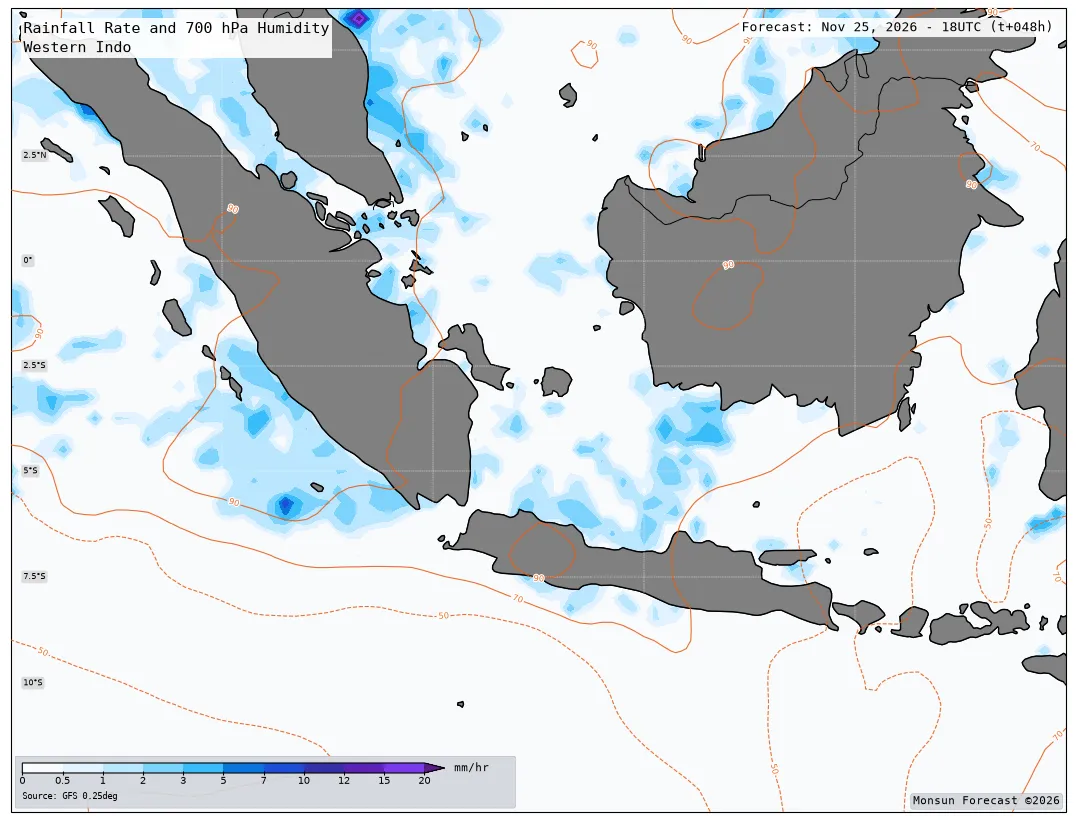 Rainfall Rate and 700 hPa Humidity
Western Indo
Forecast: Nov 25, 2026 - 18UTC (t+048h)
90
90
90
70
2.5°N
90
90
0°
90
90
2.5°S
5°S
90
50
7.5°S
90
70
70
50
50
10°S
70
50
mm/hr
0 0.5 1 2 3 5 7 10 12 15 20
Source: GFS 0.25deg
Monsun Forecast ©2026